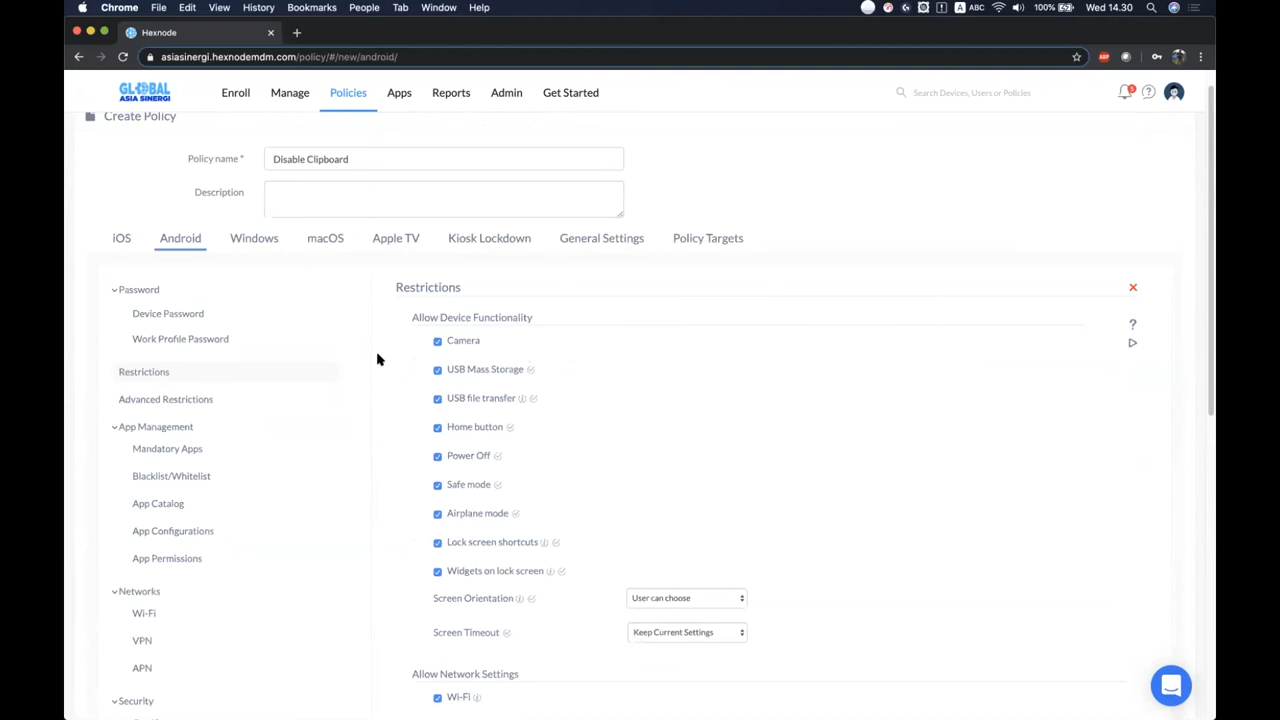 Chrome File Edit View History Bookmarks People Tab Window Help
A ABC 100% Wed 14.30
Hexnode
asiasinergi.hexnodemdm.com/policy/#/new/android/
ABP
GLOBAL
ASIA SINERGI
Enroll Manage Policies Apps Reports Admin Get Started
Search Devices, Users or Policies
Create Policy
Policy name * Disable Clipboard
Description
iOS Android Windows macOS Apple TV Kiosk Lockdown General Settings Policy Targets
Password
Device Password
Work Profile Password
Restrictions
Advanced Restrictions
App Management
Mandatory Apps
Blacklist/Whitelist
App Catalog
App Configurations
App Permissions
Networks
Wi-Fi
VPN
APN
Security
Restrictions
Allow Device Functionality
?
Camera
USB Mass Storage
USB file transfer
Home button
Power Off
Safe mode
Airplane mode
Lock screen shortcuts
Widgets on lock screen
Screen Orientation User can choose
Screen Timeout Keep Current Settings
Allow Network Settings
Wi-Fi